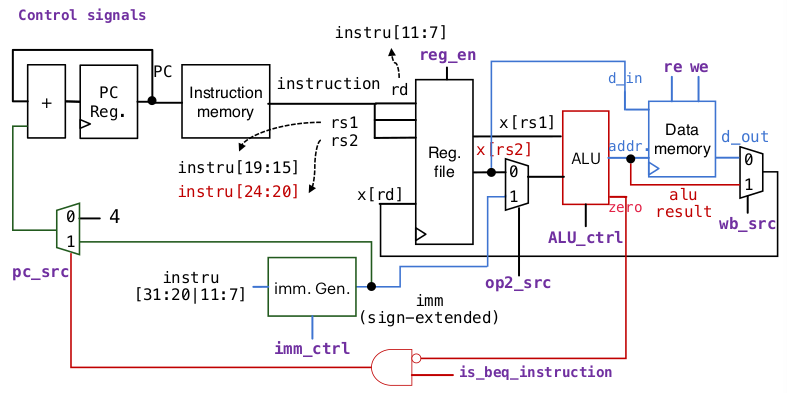 Control signals
instru[11:7]
reg_en
PC
re we
d_in
instruction
rd
+
PC
Reg.
Instruction
memory
rs1
rs2
x[rs1]
x[rs2]
addr.
Data
memory
d_out
instru[19:15]
instru[24:20]
Reg.
file
0
1
ALU
0
1
x[rd]
zero
alu
result
wb_src
0
1
4
ALU_ctrl
pc_src
instru
[31:20|11:7]
imm. Gen.
op2_src
imm
(sign-extended)
imm_ctrl
is_beq_instruction